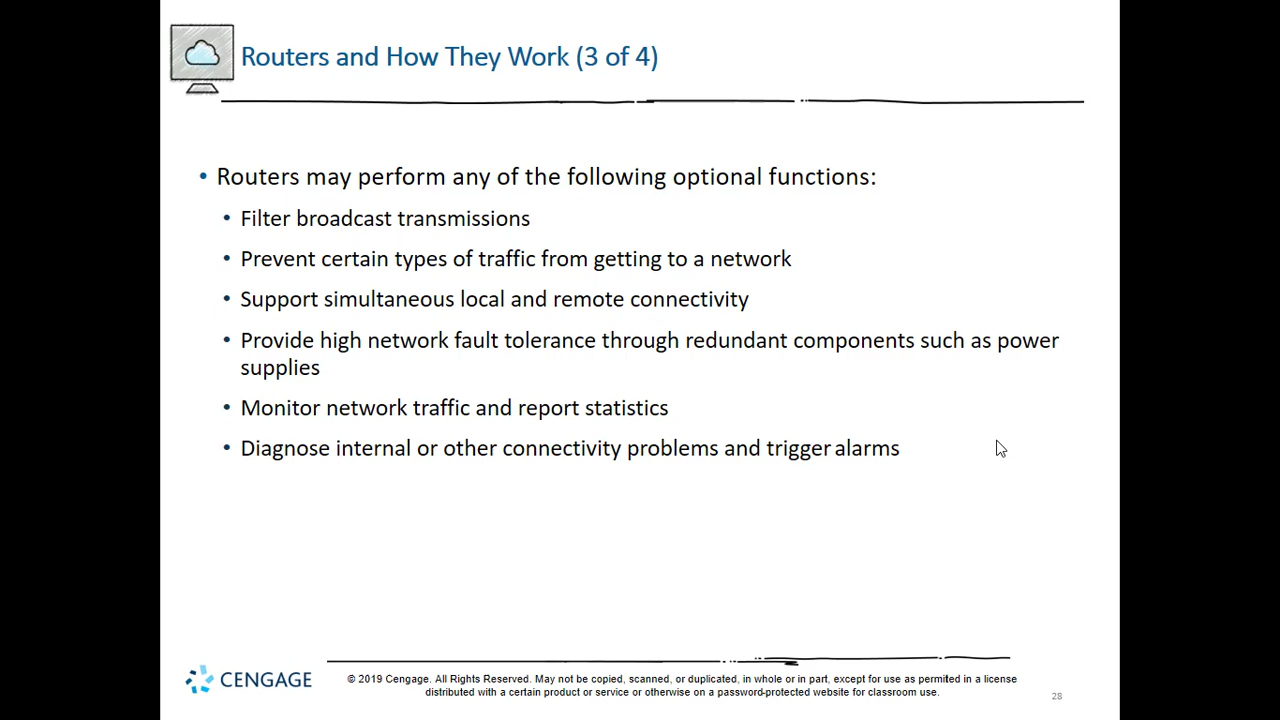 Routers and How They Work (3 of 4)
• Routers may perform any of the following optional functions:
• Filter broadcast transmissions
• Prevent certain types of traffic from getting to a network
• Support simultaneous local and remote connectivity
• Provide high network fault tolerance through redundant components such as power
supplies
• Monitor network traffic and report statistics
• Diagnose internal or other connectivity problems and trigger alarms
CENGAGE
© 2019 Cengage. All Rights Reserved. May not be copied, scanned, or duplicated, in whole or in part, except for use as permitted in a license
distributed with a certain product or service or otherwise on a password-protected website for classroom use.
28